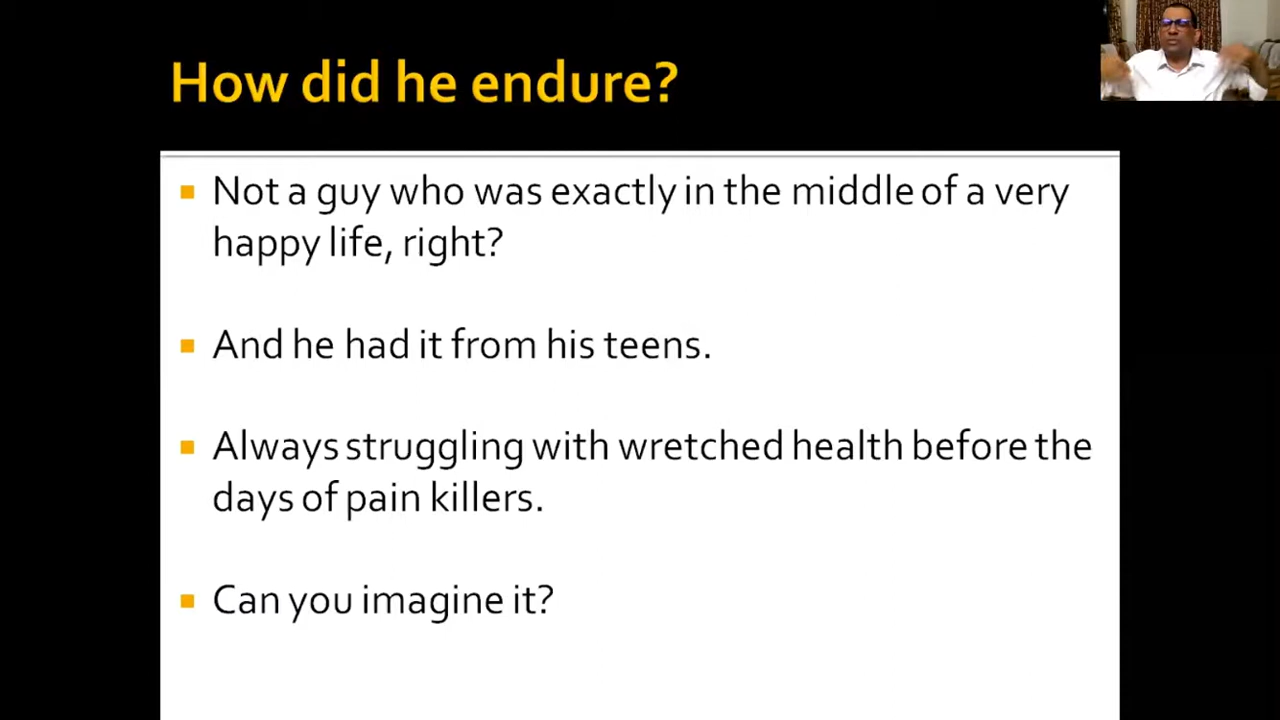 How did he endure?
Not a guy who was exactly in the middle of a very
happy life, right?
And he had it from his teens.
Always struggling with wretched health before the
days of pain killers.
Can you imagine it?